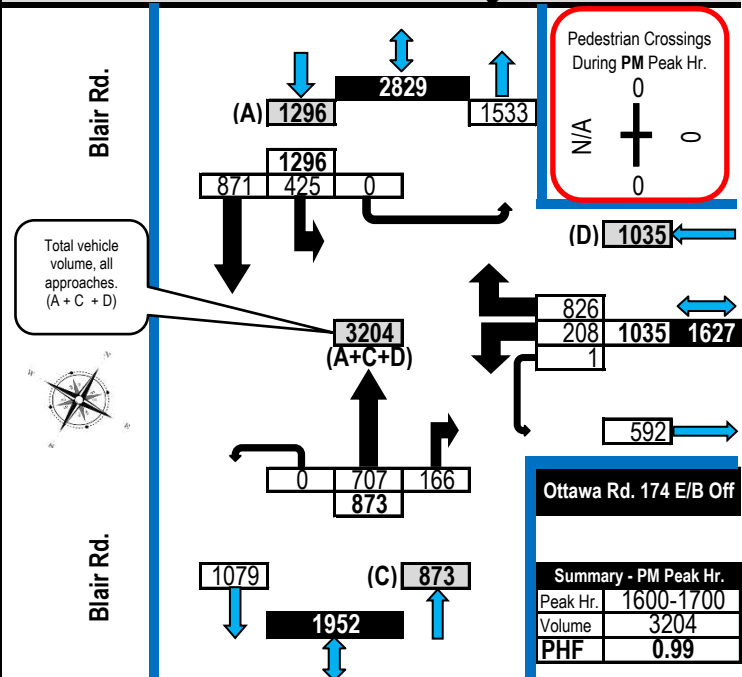 Blair Rd.
2829
(A) 1296
1533
1296
871 425 0
Pedestrian Crossings
During PM Peak Hr.
0
N/A
0
0
(D) 1035
Total vehicle
volume, all
approaches.
(A + C + D)
3204
(A+C+D)
826
208 1035 1627
1
592
0 707 166
873
Ottawa Rd. 174 E/B Off
Blair Rd.
1079
(C) 873
1952
Summary - PM Peak Hr.
Peak Hr. 1600-1700
Volume 3204
PHF 0.99